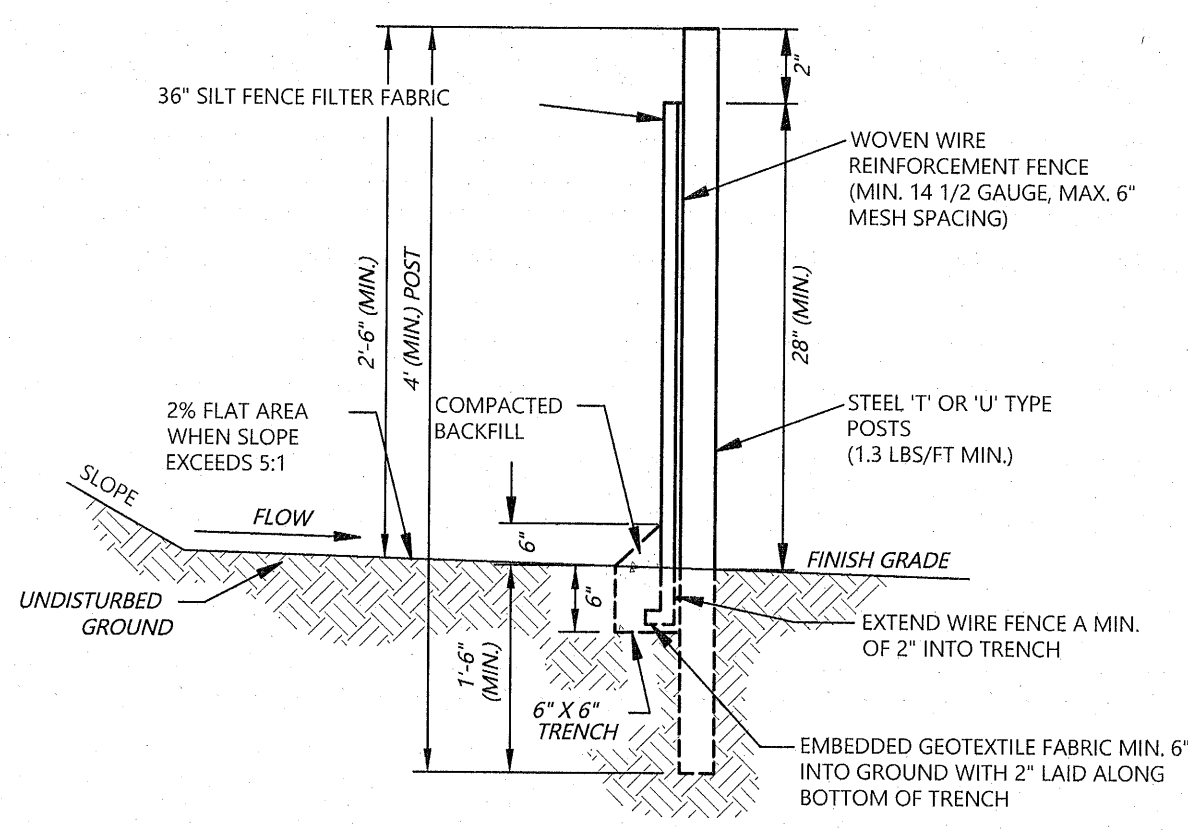 2"
36" SILT FENCE FILTER FABRIC
WOVEN WIRE
REINFORCEMENT FENCE
(MIN. 14 1/2 GAUGE, MAX. 6"
MESH SPACING)
2'-6" (MIN.)
4' (MIN.) POST
28" (MIN.)
2% FLAT AREA
WHEN SLOPE
EXCEEDS 5:1
COMPACTED
BACKFILL
STEEL 'T' OR 'U' TYPE
POSTS
(1.3 LBS/FT MIN.)
SLOPE
FLOW
6"
FINISH GRADE
UNDISTURBED
GROUND
6"
EXTEND WIRE FENCE A MIN.
OF 2" INTO TRENCH
1'-6"
(MIN.)
6" X 6"
TRENCH
EMBEDDED GEOTEXTILE FABRIC MIN. 6"
INTO GROUND WITH 2" LAID ALONG
BOTTOM OF TRENCH